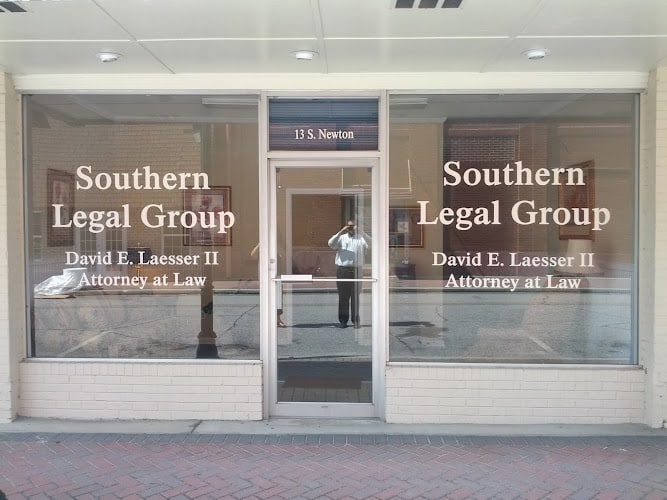 13 S. Newton
Southern
Legal Group
David E. Laesser II
Attorney at Law
Southern
Legal Group
David E. Laesser II
Attorney at Law